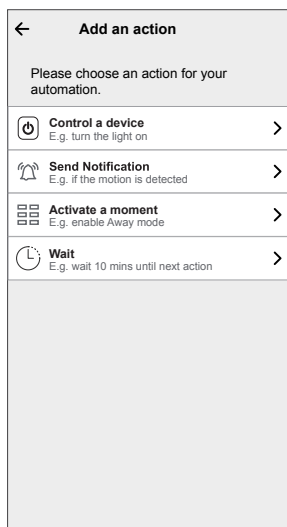 Add an action
Please choose an action for your
automation.
Control a device
E.g. turn the light on
Send Notification
E.g. if the motion is detected
Activate a moment
E.g. enable Away mode
Wait
E.g. wait 10 mins until next action